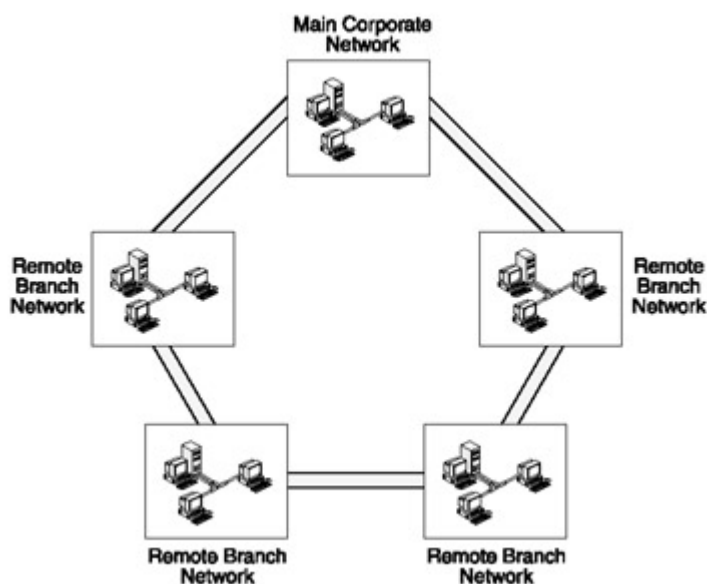 Main Corporate
Network
Remote
Branch
Network
Remote
Branch
Network
Remote Branch
Network
Remote Branch
Network